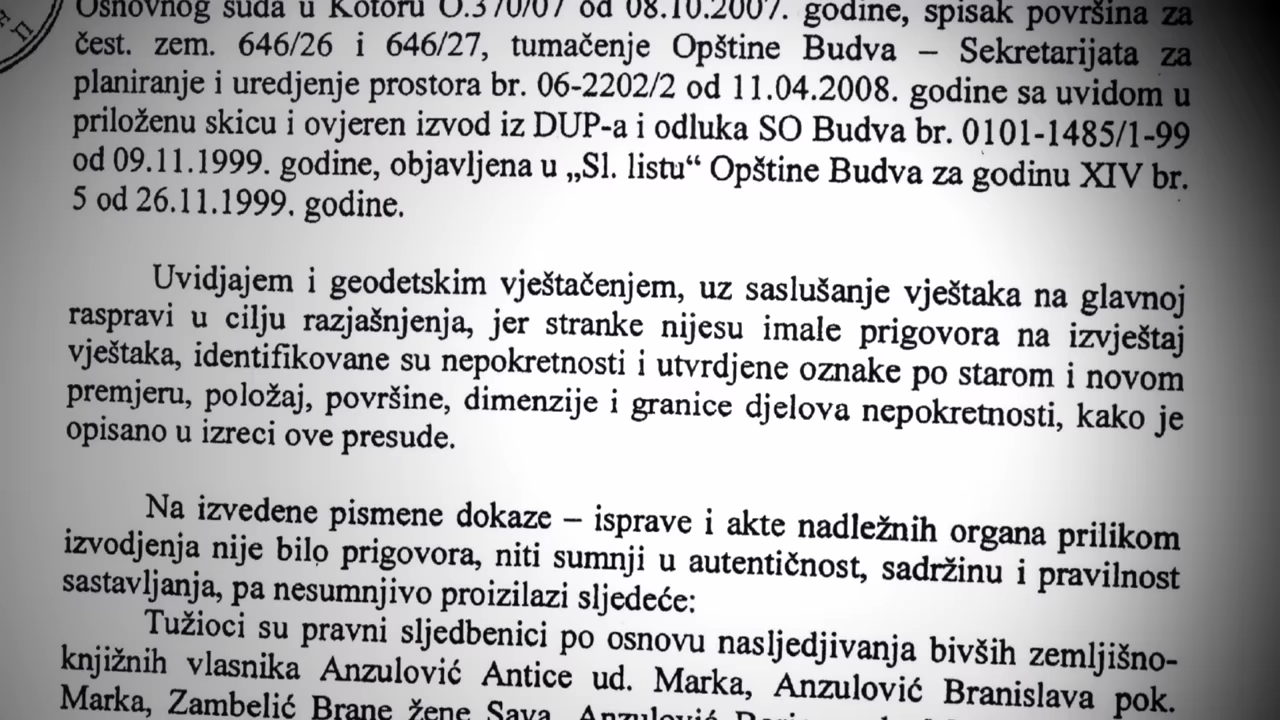 Osnovnog suda u Kotoru O.370/07 od 08.10.2007. godine, spisak površina za
čest. zem. 646/26 i 646/27, tumačenje Opštine Budva – Sekretarijata za
planiranje i uredjenje prostora br. 06-2202/2 od 11.04.2008. godine sa uvidom u
priloženu skicu i ovjeren izvod iz DUP-a i odluka SO Budva br. 0101-1485/1-99
od 09.11.1999. godine, objavljena u „Sl. listu“ Opštine Budva za godinu XIV br.
5 od 26.11.1999. godine.
Uvidjajem i geodetskim vještačenjem, uz saslušanje vještaka na glavnoj
raspravi u cilju razjašnjenja, jer stranke nijesu imale prigovora na izvještaj
vještaka, identifikovane su nepokretnosti i utvrdjene oznake po starom i novom
premjeru, položaj, površine, dimenzije i granice djelova nepokretnosti, kako je
opisano u izreci ove presude.
Na izvedene pismene dokaze – isprave i akte nadležnih organa prilikom
izvodjenja nije bilo prigovora, niti sumnji u autentičnost, sadržinu i pravilnost
sastavljanja, pa nesumnjivo proizilazi sljedeće:
Tužioci su pravni sljedbenici po osnovu nasljedjivanja bivših zemljišno-
knjižnih vlasnika Anzulović Antice ud. Marka, Anzulović Branislava pok.
Marka, Zambelić Brane žene Sava, Anzulović